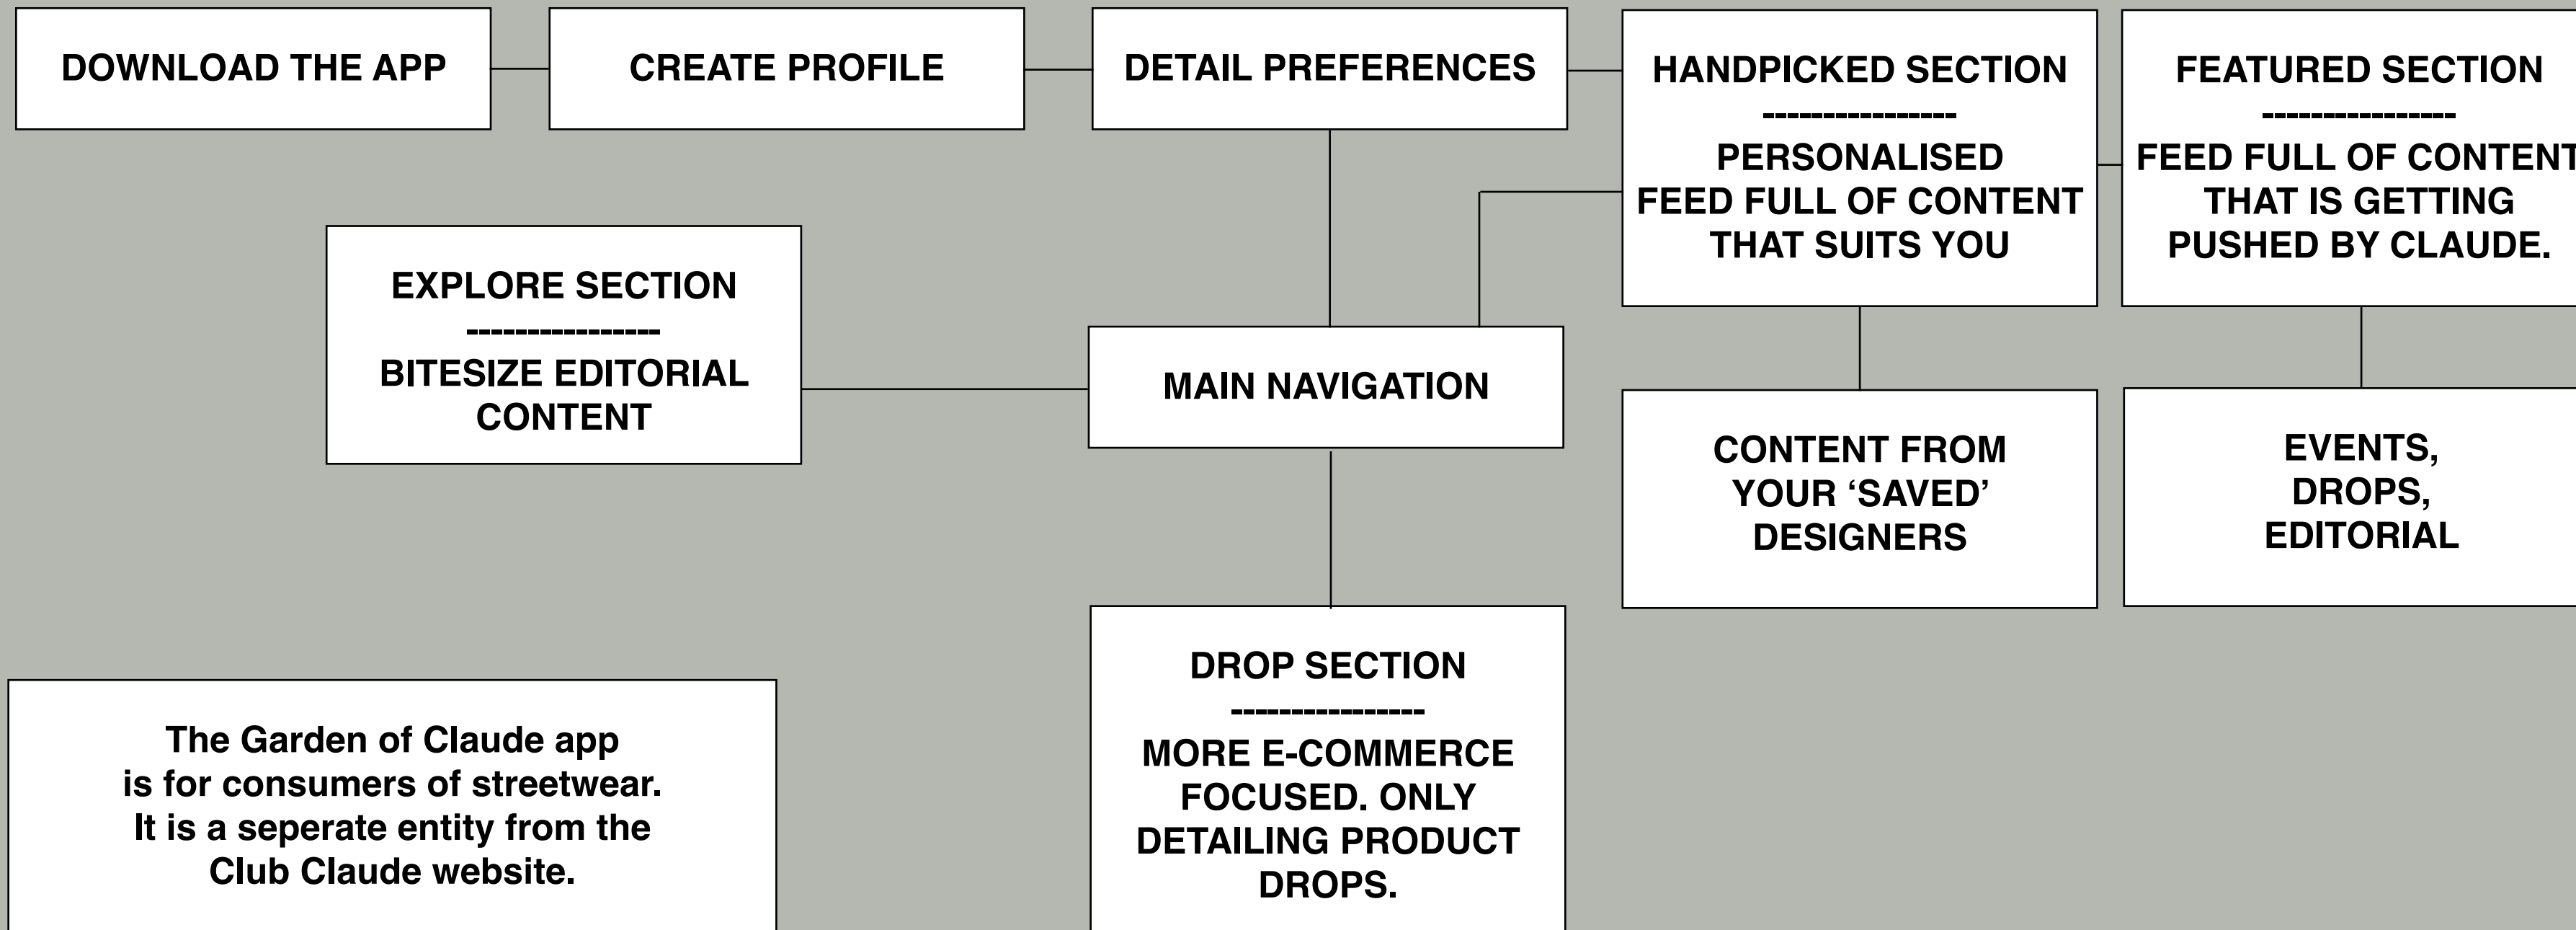 DOWNLOAD THE APP
CREATE PROFILE
DETAIL PREFERENCES
HANDPICKED SECTION
----------------
PERSONALISED
FEED FULL OF CONTENT
THAT SUITS YOU
FEATURED SECTION
----------------
FEED FULL OF CONTENT
THAT IS GETTING
PUSHED BY CLAUDE.
EXPLORE SECTION
----------------
BITESIZE EDITORIAL
CONTENT
MAIN NAVIGATION
CONTENT FROM
YOUR ‘SAVED’
DESIGNERS
EVENTS,
DROPS,
EDITORIAL
DROP SECTION
----------------
MORE E-COMMERCE
FOCUSED. ONLY
DETAILING PRODUCT
DROPS.
The Garden of Claude app
is for consumers of streetwear.
It is a seperate entity from the
Club Claude website.